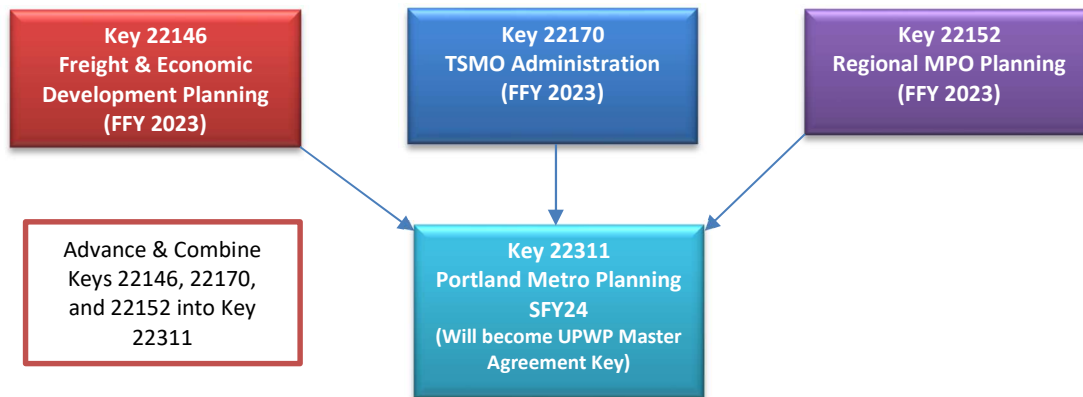 Key 22146
Freight & Economic
Development Planning
(FFY 2023)
Key 22170
TSMO Administration
(FFY 2023)
Key 22152
Regional MPO Planning
(FFY 2023)
Advance & Combine
Keys 22146, 22170,
and 22152 into Key
22311
Key 22311
Portland Metro Planning
SFY24
(Will become UPWP Master
Agreement Key)